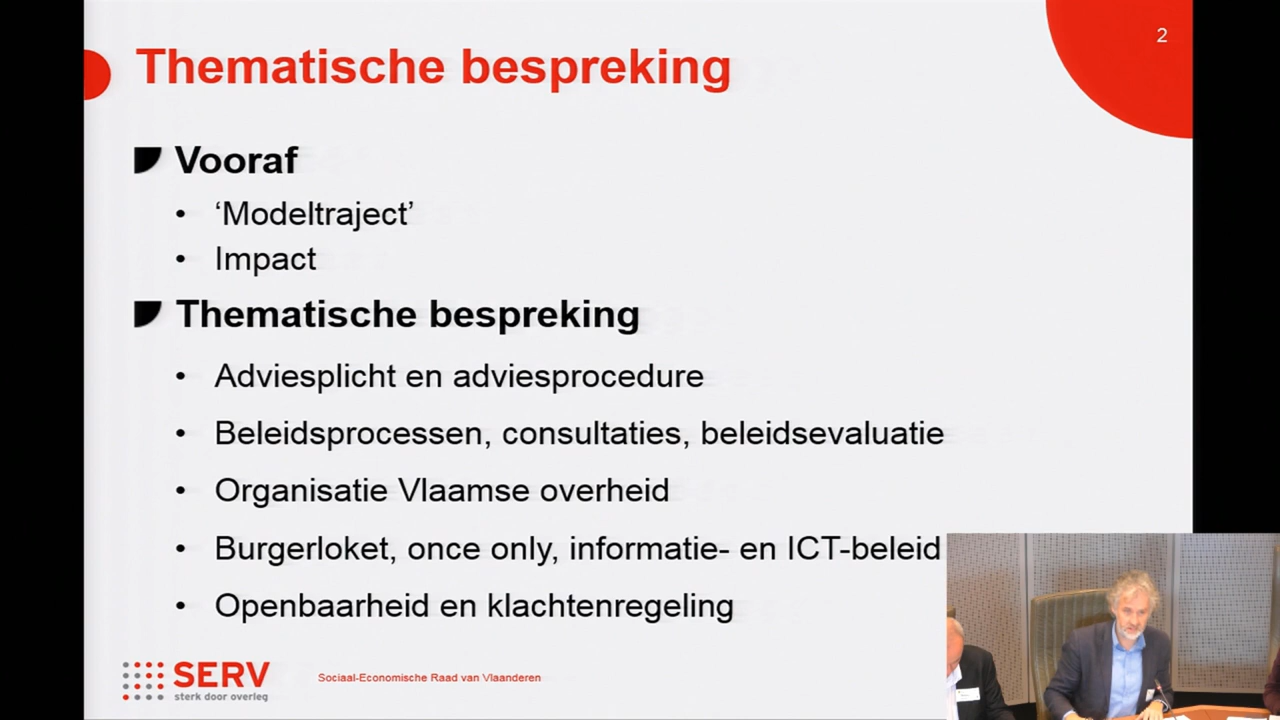 2
Thematische bespreking
Vooraf
• ‘Modeltraject’
• Impact
Thematische bespreking
• Adviesplicht en adviesprocedure
• Beleidsprocessen, consultaties, beleidsevaluatie
• Organisatie Vlaamse overheid
• Burgerloket, once only, informatie- en ICT-beleid
• Openbaarheid en klachtenregeling
SERV
sterk door overleg
Sociaal-Economische Raad van Vlaanderen